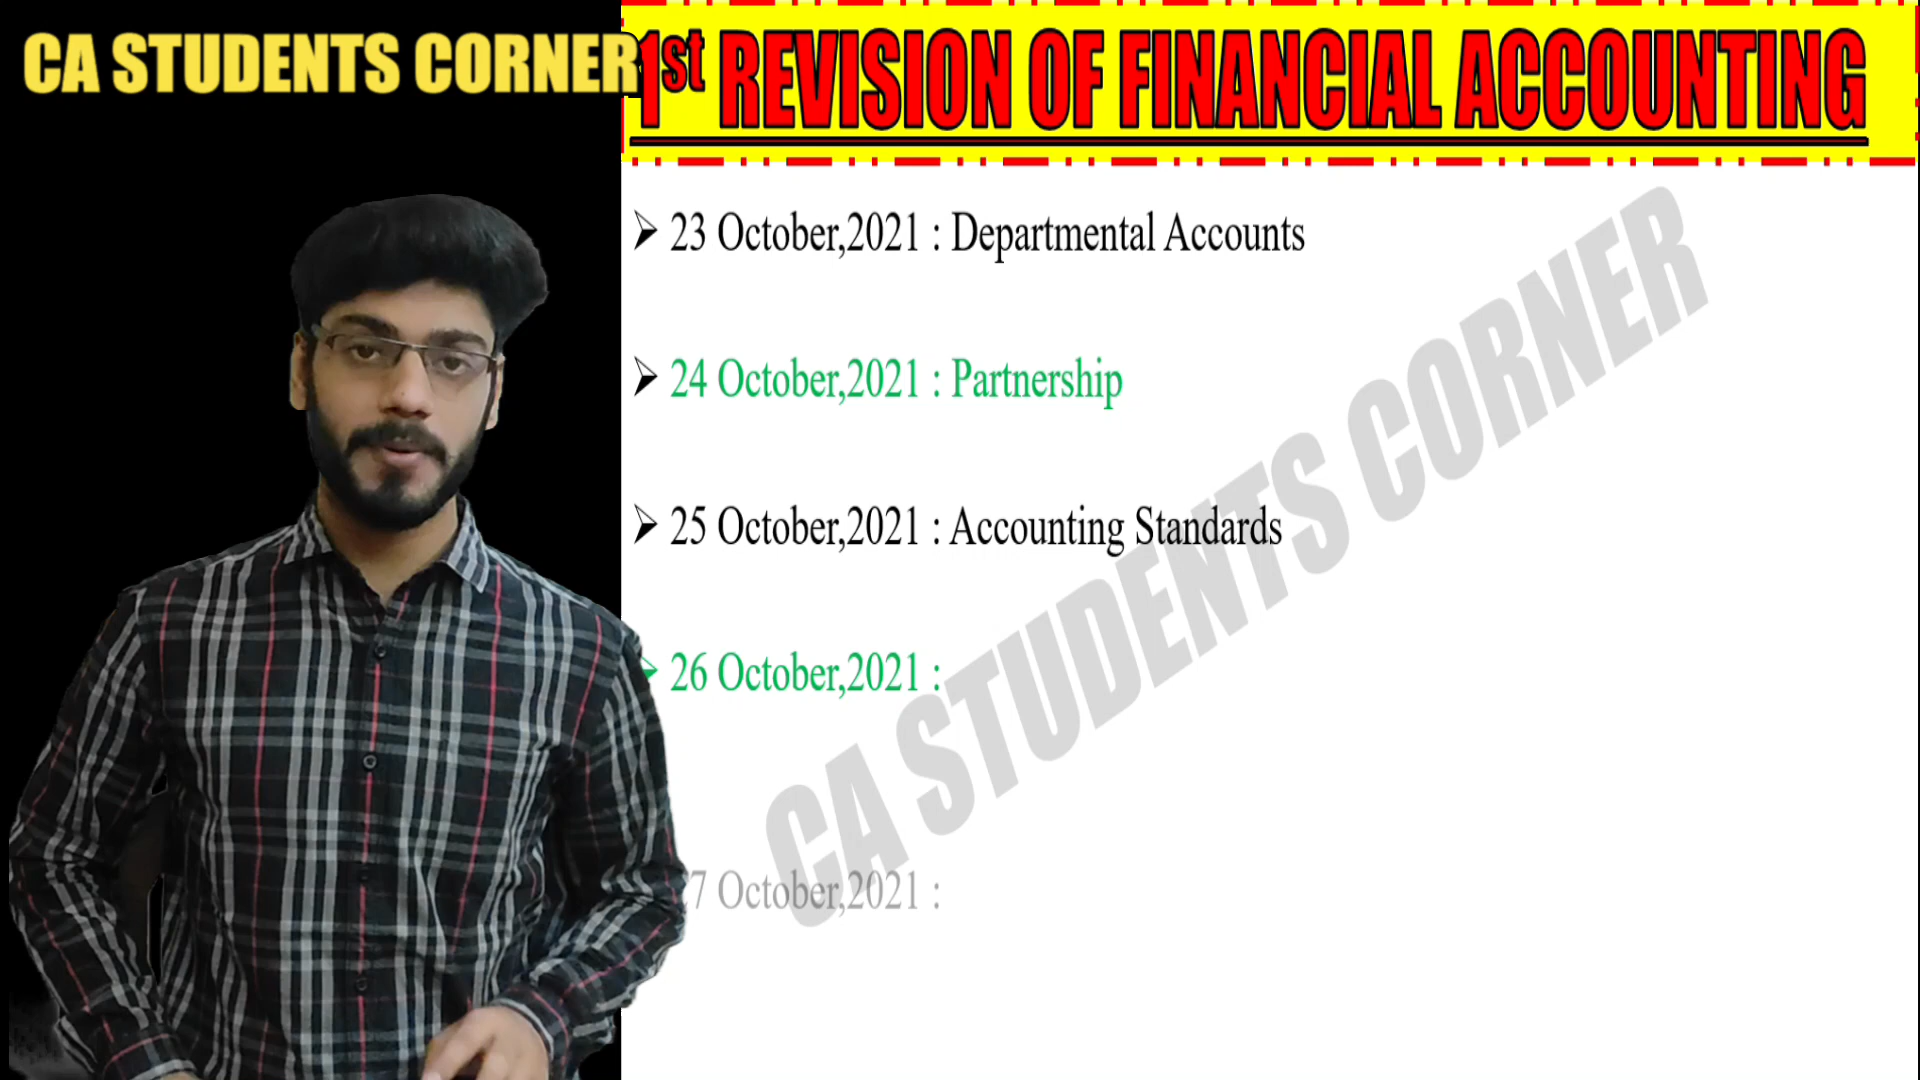 CA STUDENTS CORNER
1st REVISION OF FINANCIAL ACCOUNTING
23 October,2021 : Departmental Accounts
24 October,2021 : Partnership
25 October,2021 : Accounting Standards
26 October,2021 :
7 October,2021 :
CA STUDENTS CORNER